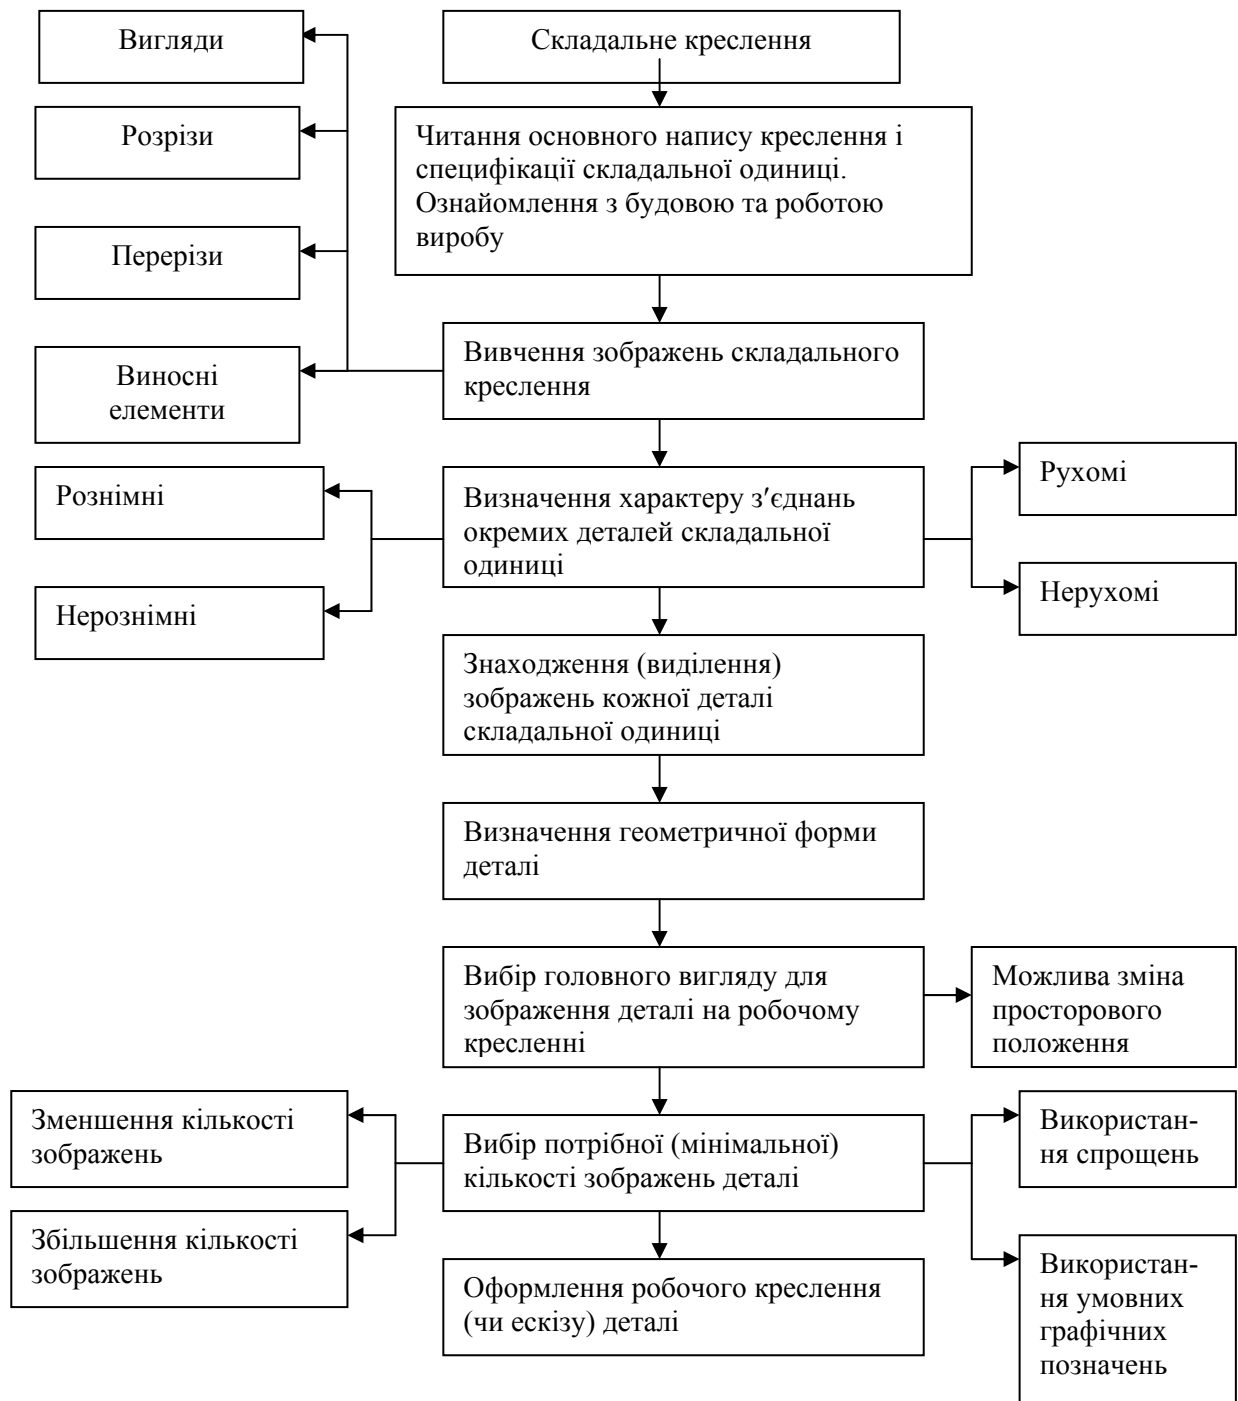 Вигляди
Складальне креслення
Розрізи
Читання основного напису креслення і
специфікації складальної одиниці.
Ознайомлення з будовою та роботою
виробу
Перерізи
Вивчення зображень складального
креслення
Виносні
елементи
Рознімні
Визначення характеру з′єднань
окремих деталей складальної
одиниці
Рухомі
Нерознімні
Нерухомі
Знаходження (виділення)
зображень кожної деталі
складальної одиниці
Визначення геометричної форми
деталі
Вибір головного вигляду для
зображення деталі на робочому
кресленні
Можлива зміна
просторового
положення
Зменшення кількості
зображень
Вибір потрібної (мінімальної)
кількості зображень деталі
Використан-
ня спрощень
Збільшення кількості
зображень
Оформлення робочого креслення
(чи ескізу) деталі
Використан-
ня умовних
графічних
позначень